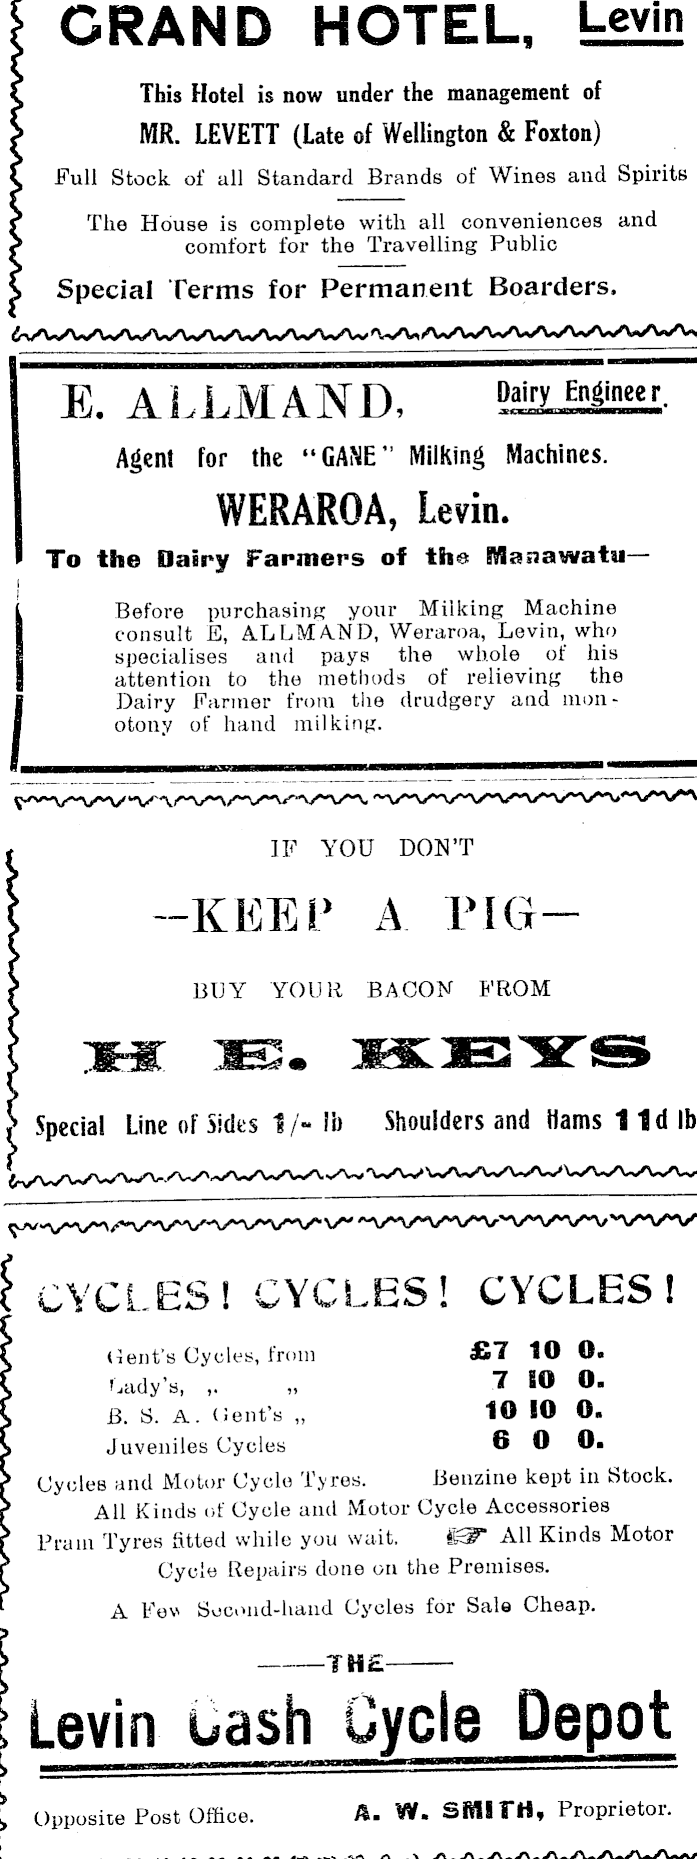 GRAND HOTEL, Levin
This Hotel is now under the management of
MR. LEVETT (Late of Wellington & Foxton)
Full Stock of all Standard Brands of Wines and Spirits
The House is complete with all conveniences and
comfort for the Travelling Public
Special Terms for Permanent Boarders.
E. ALLMAND, Dairy Engineer.
Agent for the "GANE" Milking Machines.
WERAROA, Levin.
To the Dairy Farmers of the Manawatu—
Before purchasing your Milking Machine
consult E, ALLMAND, Weraroa, Levin, who
specialises and pays the whole of his
attention to the methods of relieving the
Dairy Farmer from the drudgery and mon-
otony of hand milking.
IF YOU DON'T
—KEEP A PIG—
BUY YOUR BACON FROM
H E. KEYS
Special Line of Sides 1/- lb Shoulders and Hams 11d lb
CYCLES! CYCLES! CYCLES!
Gent's Cycles, from £7 10 0.
Lady's, ,, ,, 7 10 0.
B. S. A. Gent's ,, 10 10 0.
Juveniles Cycles 6 0 0.
Cycles and Motor Cycle Tyres. Benzine kept in Stock.
All Kinds of Cycle and Motor Cycle Accessories
Pram Tyres fitted while you wait. ☞ All Kinds Motor
Cycle Repairs done on the Premises.
A Few Second-hand Cycles for Sale Cheap.
—THE—
Levin Cash Cycle Depot
Opposite Post Office. A. W. SMITH, Proprietor.